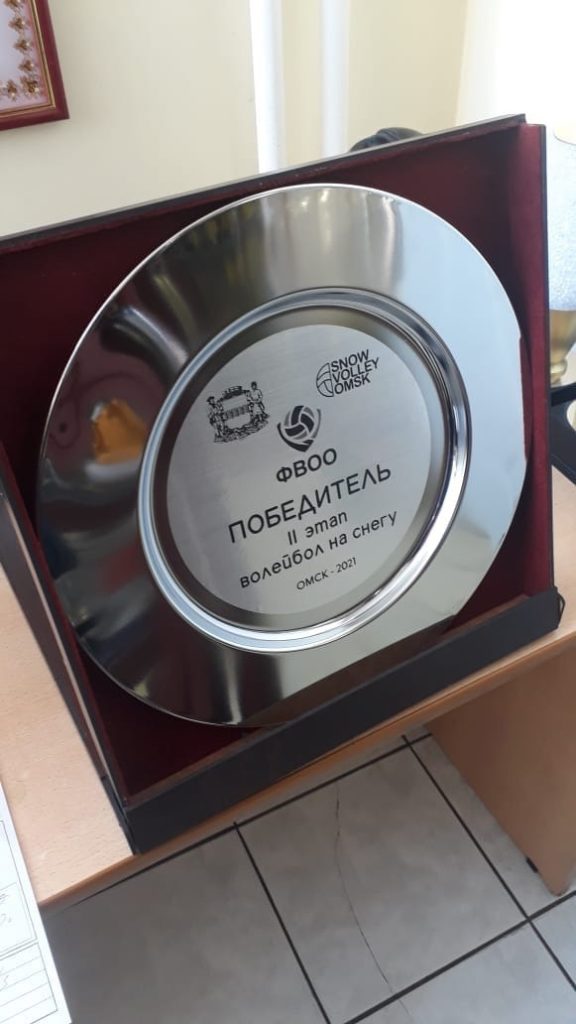 SNOW
VOLLEY
OMSK
ФВОО
ПОБЕДИТЕЛЬ
II этап
волейбол на снегу
ОМСК - 2021